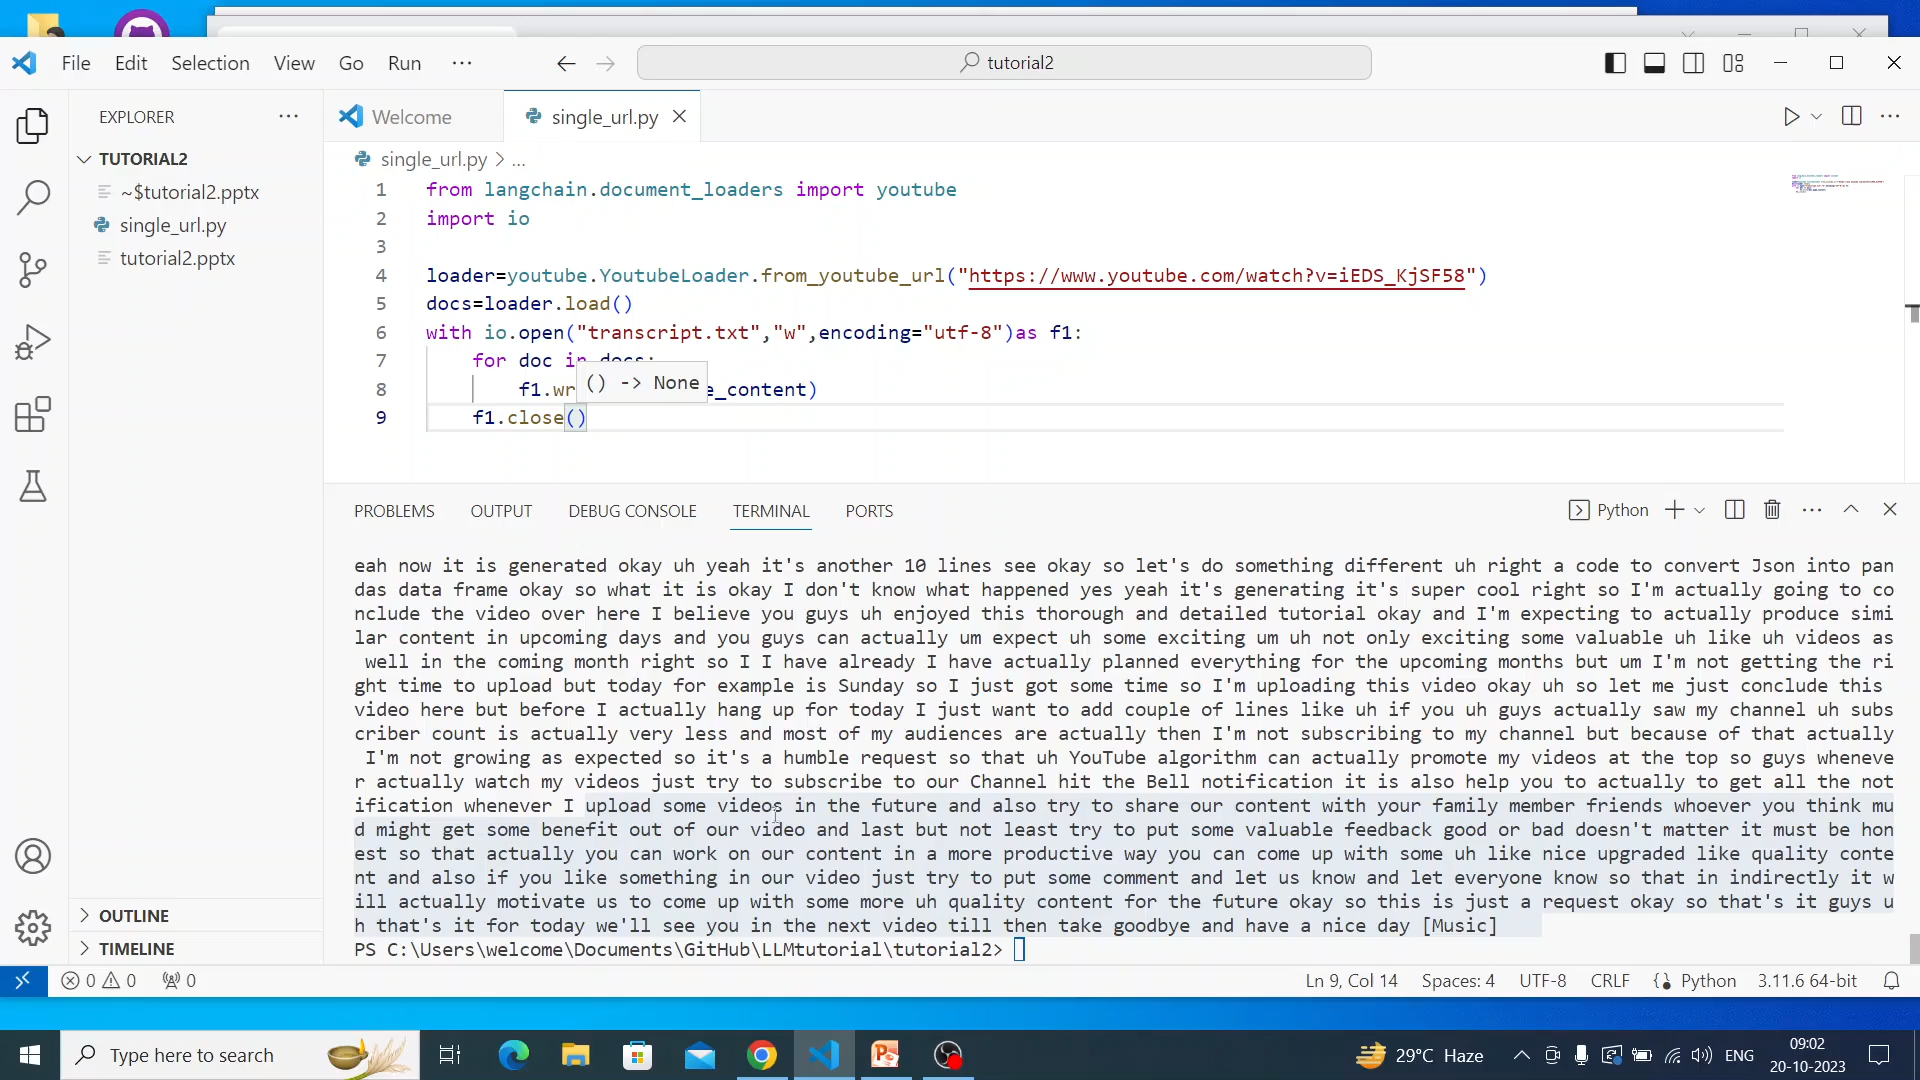 File Edit Selection View Go Run ... tutorial2
EXPLORER ... Welcome single_url.py
TUTORIAL2 single_url.py > ...
~$tutorial2.pptx
single_url.py
tutorial2.pptx
1 from langchain.document_loaders import youtube
2 import io
3
4 loader=youtube.YoutubeLoader.from_youtube_url("https://www.youtube.com/watch?v=iEDS_KjSF58")
5 docs=loader.load()
6 with io.open("transcript.txt","w",encoding="utf-8")as f1:
7 for doc in docs:
8 f1.wr () -> None e_content)
9 f1.close()
PROBLEMS OUTPUT DEBUG CONSOLE TERMINAL PORTS Python
eah now it is generated okay uh yeah it's another 10 lines see okay so let's do something different uh right a code to convert Json into pan
das data frame okay so what it is okay I don't know what happened yes yeah it's generating it's super cool right so I'm actually going to co
nclude the video over here I believe you guys uh enjoyed this thorough and detailed tutorial okay and I'm expecting to actually produce simi
lar content in upcoming days and you guys can actually um expect uh some exciting um uh not only exciting some valuable uh like uh videos as
well in the coming month right so I I have already I have actually planned everything for the upcoming months but um I'm not getting the ri
ght time to upload but today for example is Sunday so I just got some time so I'm uploading this video okay uh so let me just conclude this
video here but before I actually hang up for today I just want to add couple of lines like uh if you uh guys actually saw my channel uh subs
criber count is actually very less and most of my audiences are actually then I'm not subscribing to my channel but because of that actually
I'm not growing as expected so it's a humble request so that uh YouTube algorithm can actually promote my videos at the top so guys wheneve
r actually watch my videos just try to subscribe to our Channel hit the Bell notification it is also help you to actually to get all the not
ification whenever I upload some videos in the future and also try to share our content with your family member friends whoever you think mu
d might get some benefit out of our video and last but not least try to put some valuable feedback good or bad doesn't matter it must be hon
est so that actually you can work on our content in a more productive way you can come up with some uh like nice upgraded like quality conte
nt and also if you like something in our video just try to put some comment and let us know and let everyone know so that in indirectly it w
ill actually motivate us to come up with some more uh quality content for the future okay so this is just a request okay so that's it guys u
h that's it for today we'll see you in the next video till then take goodbye and have a nice day [Music]
PS C:\Users\welcome\Documents\GitHub\LLMtutorial\tutorial2>
OUTLINE
TIMELINE
0 0 0 Ln 9, Col 14 Spaces: 4 UTF-8 CRLF Python 3.11.6 64-bit
Type here to search 29°C Haze ENG 09:02
20-10-2023